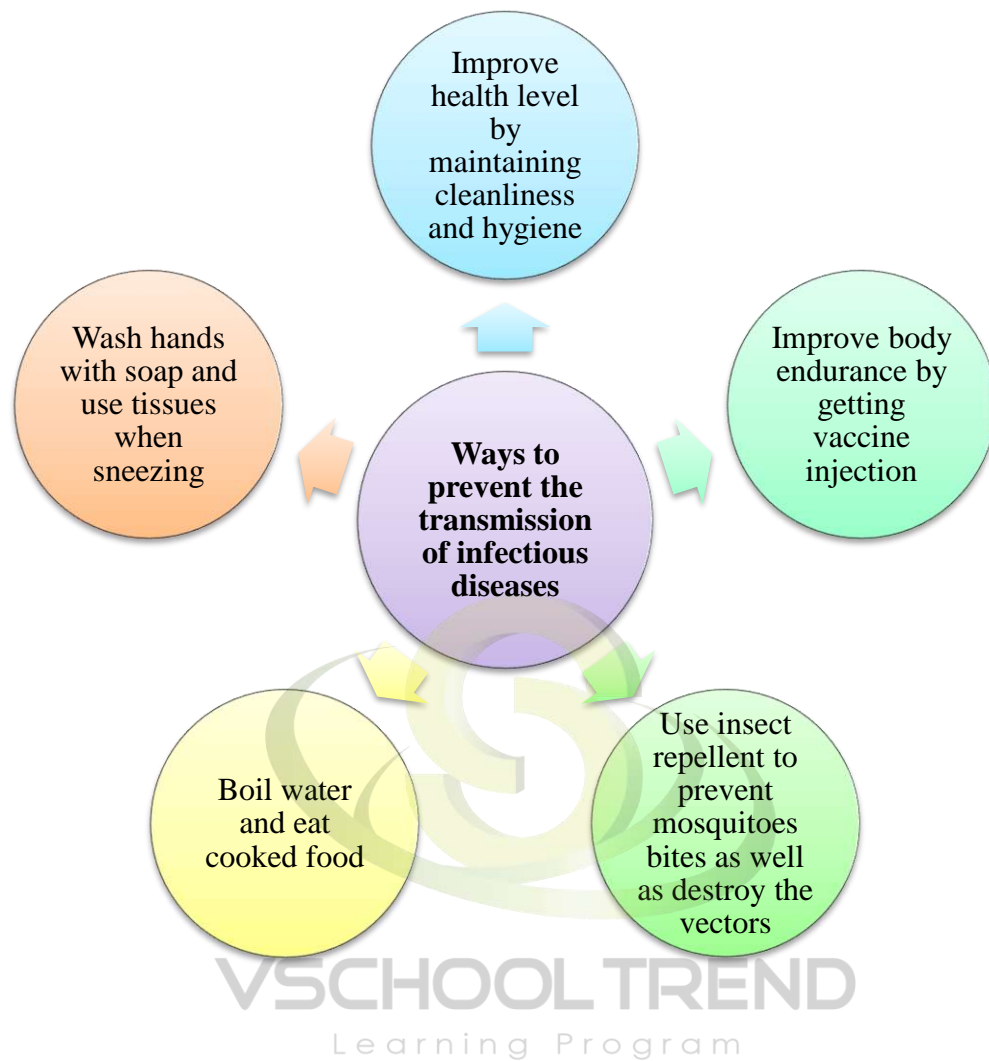 Improve
health level
by
maintaining
cleanliness
and hygiene
Wash hands
with soap and
use tissues
when
sneezing
Improve body
endurance by
getting
vaccine
injection
Ways to
prevent the
transmission
of infectious
diseases
Boil water
and eat
cooked food
Use insect
repellent to
prevent
mosquitoes
bites as well
as destroy the
vectors
VSCHOOL TREND
Learning Program